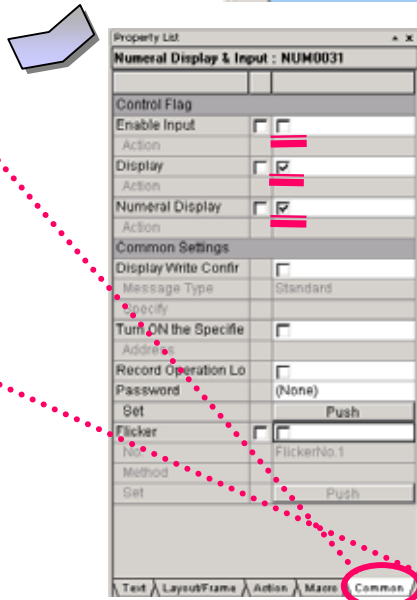 Property List
Numeral Display & Input : NUM0031
Control Flag
Enable Input
Action
Display
Action
Numeral Display
Action
Common Settings
Display Write Confir
Message Type Standard
Specify
Turn ON the Specifie
Address
Record Operation Lo
Password (None)
Set Push
Flicker
No. FlickerNo.1
Method
Set Push
Text Layout/Frame Action Macro Common